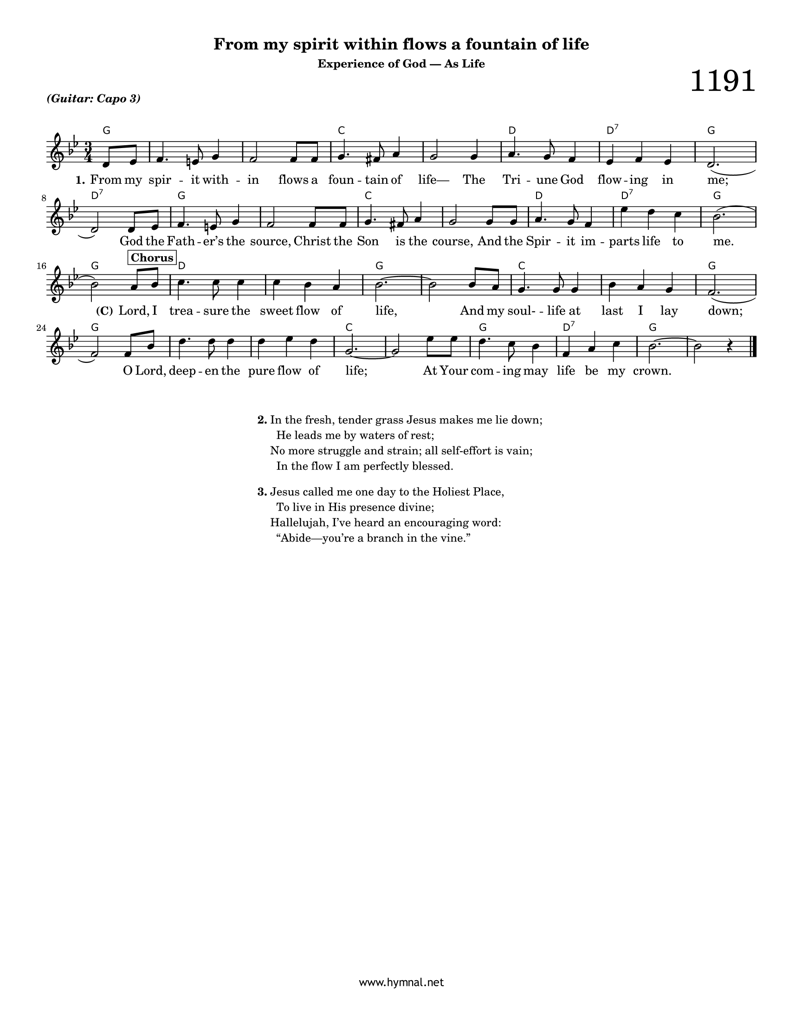 From my spirit within flows a fountain of life
Experience of God — As Life
1191
(Guitar: Capo 3)
G C D D7 G
3
4
1. From my spir - it with - in flows a foun - tain of life— The Tri - une God flow - ing in me;
8
D7 G C D D7 G
God the Fath - er's the source, Christ the Son is the course, And the Spir - it im - parts life to me.
Chorus
16
G D G C G
(C) Lord, I trea - sure the sweet flow of life, And my soul- - life at last I lay down;
24
G C G D7 G
O Lord, deep - en the pure flow of life; At Your com - ing may life be my crown.
2. In the fresh, tender grass Jesus makes me lie down;
He leads me by waters of rest;
No more struggle and strain; all self-effort is vain;
In the flow I am perfectly blessed.
3. Jesus called me one day to the Holiest Place,
To live in His presence divine;
Hallelujah, I've heard an encouraging word:
“Abide—you're a branch in the vine.”
www.hymnal.net